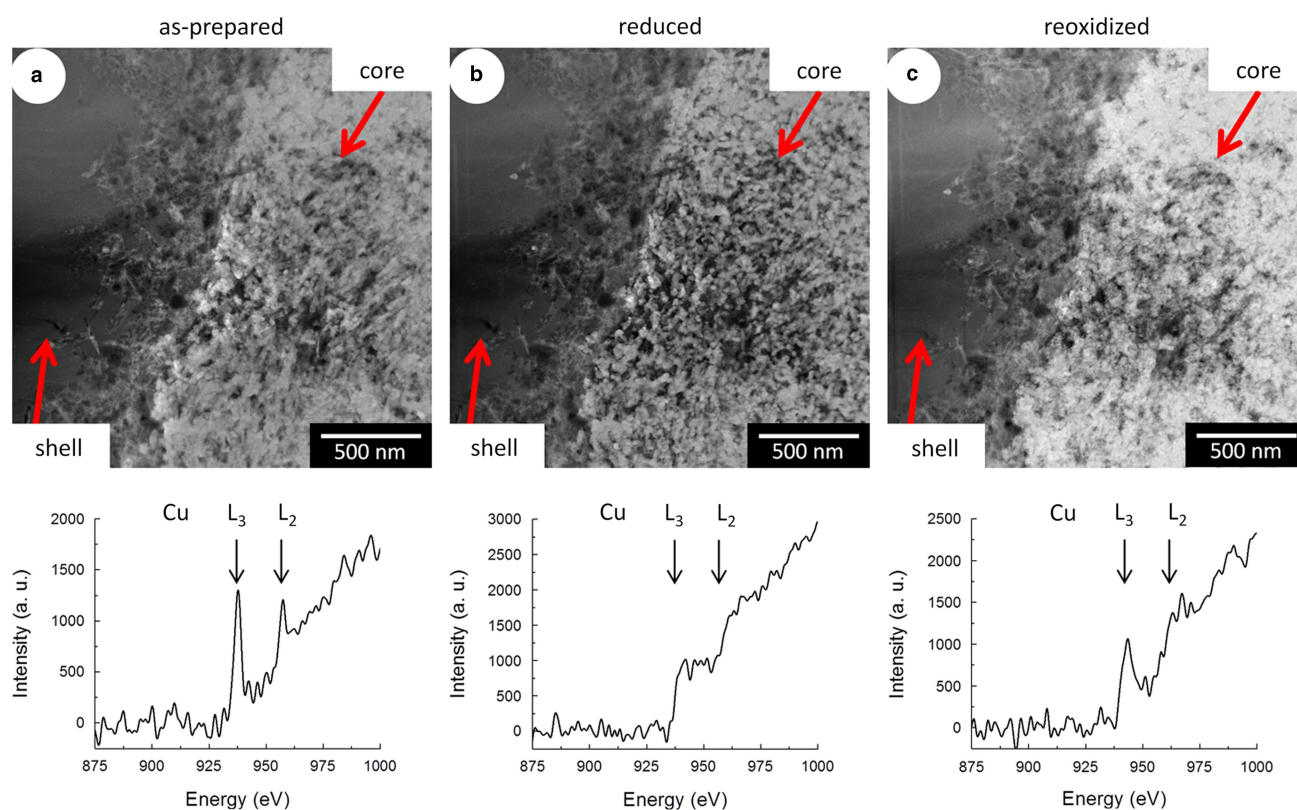 as-prepared
reduced
reoxidized
a
core
b
core
c
core
shell
500 nm
shell
500 nm
shell
500 nm
Cu L₃ L₂
2000
1500
1000
500
0
Intensity (a. u.)
875 900 925 950 975 1000
Energy (eV)
Cu L₃ L₂
3000
2500
2000
1500
1000
500
0
Intensity (a. u.)
875 900 925 950 975 1000
Energy (eV)
Cu L₃ L₂
2500
2000
1500
1000
500
0
Intensity (a. u.)
875 900 925 950 975 1000
Energy (eV)